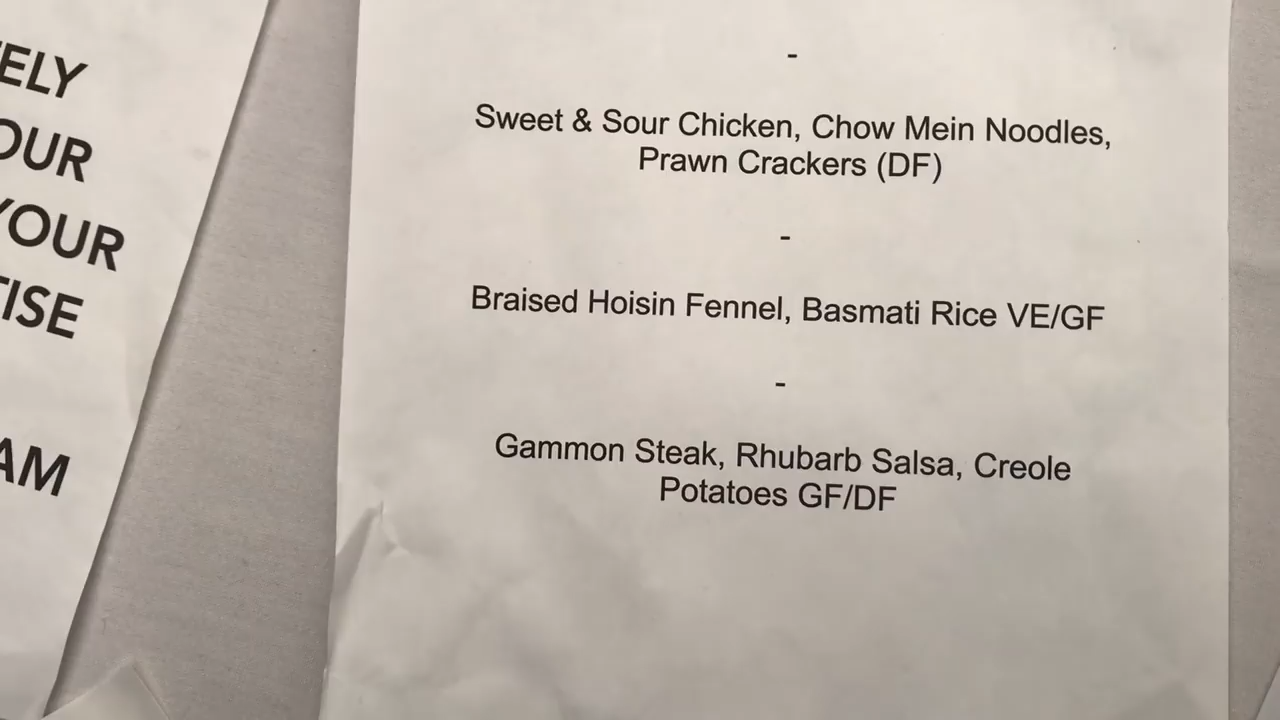 ELY
OUR
YOUR
TISE
AM
-
Sweet & Sour Chicken, Chow Mein Noodles,
Prawn Crackers (DF)
-
Braised Hoisin Fennel, Basmati Rice VE/GF
-
Gammon Steak, Rhubarb Salsa, Creole
Potatoes GF/DF